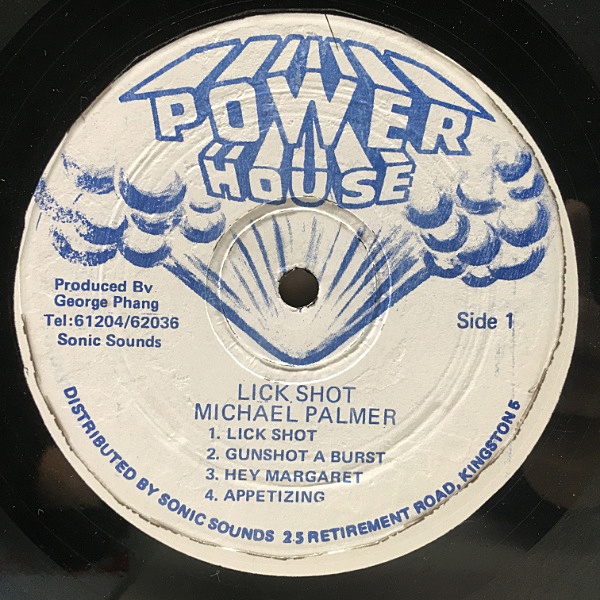 POWER
HOUSE
Produced By
George Phang
Tel:61204/62036
Sonic Sounds
Side 1
LICK SHOT
MICHAEL PALMER
1. LICK SHOT
2. GUNSHOT A BURST
3. HEY MARGARET
4. APPETIZING
DISTRIBUTED BY SONIC SOUNDS 25 RETIREMENT ROAD, KINGSTON 5